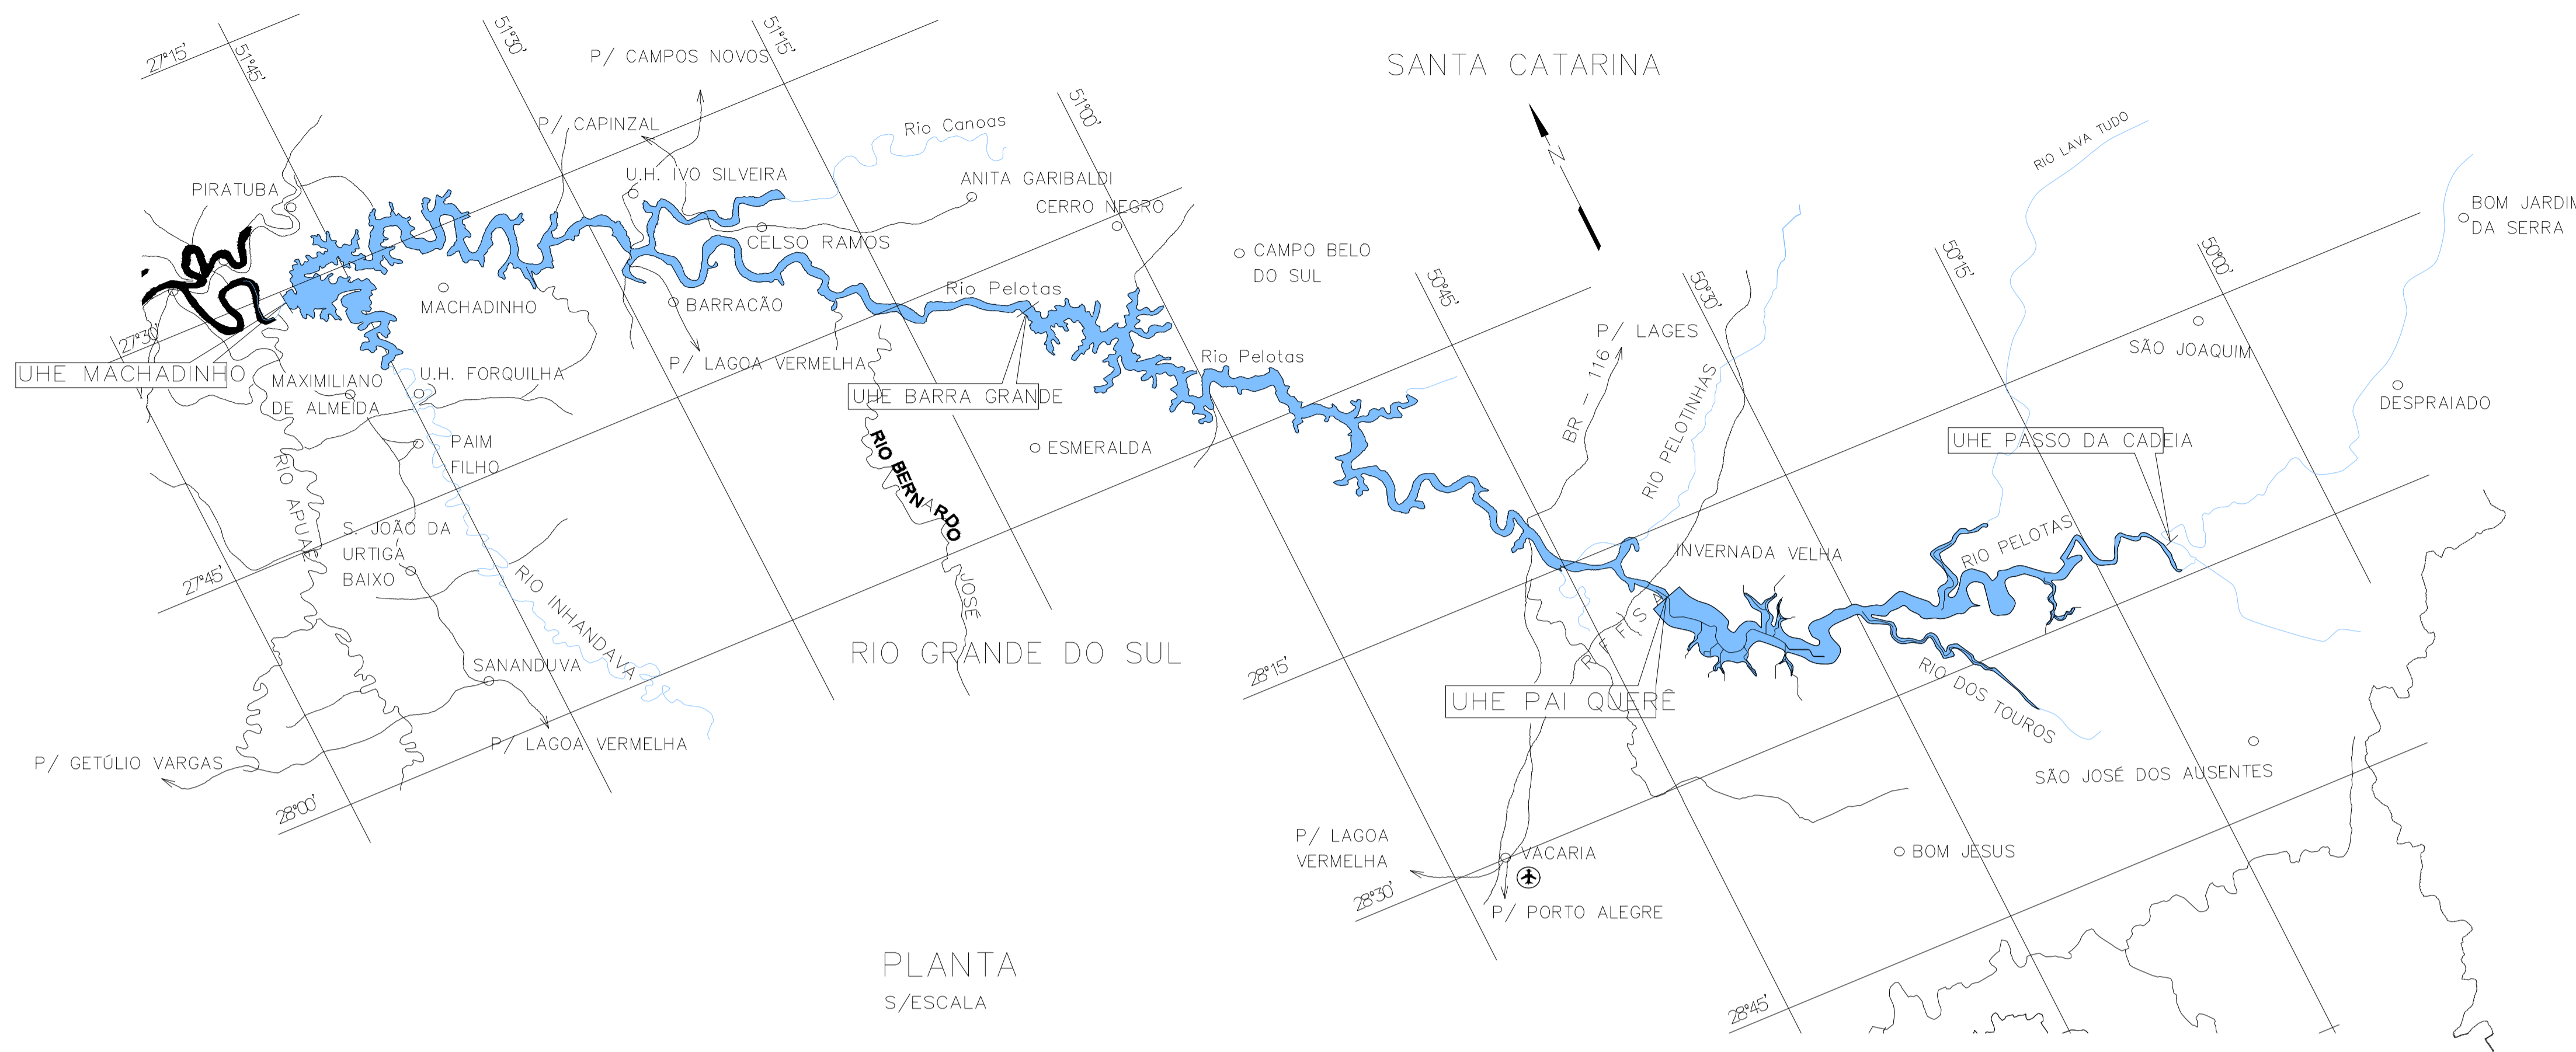 27°15'
51°45'
51°30'
51°15'
P/ CAMPOS NOVOS
SANTA CATARINA
51°00'
P/ CAPINZAL
Rio Canoas
N
RIO LAVA TUDO
PIRATUBA
U.H. IVO SILVEIRA
ANITA GARIBALDI
CERRO NEGRO
BOM JARDIM
DA SERRA
CELSO RAMOS
CAMPO BELO
DO SUL
50°45'
50°30'
50°15'
50°00'
MACHADINHO
BARRACÃO
Rio Pelotas
27°30'
P/ LAGES
SÃO JOAQUIM
UHE MACHADINHO
P/ LAGOA VERMELHA
Rio Pelotas
MAXIMILIANO
DE ALMEIDA
U.H. FORQUILHA
UHE BARRA GRANDE
BR - 116
RIO PELOTINHAS
DESPRAIADO
PAIM
FILHO
RIO BERNARDO
JOSÉ
ESMERALDA
UHE PASSO DA CADEIA
RIO APUAÊ
S. JOÃO DA
URTIGA
BAIXO
27°45'
RIO INHANDAVA
INVERNADA VELHA
RIO PELOTAS
R F F S A
RIO GRANDE DO SUL
SANANDUVA
28°15'
UHE PAI QUERÊ
RIO DOS TOUROS
P/ LAGOA VERMELHA
P/ GETÚLIO VARGAS
SÃO JOSÉ DOS AUSENTES
28°00'
P/ LAGOA
VERMELHA
VACARIA
BOM JESUS
28°30'
P/ PORTO ALEGRE
PLANTA
S/ESCALA
28°45'